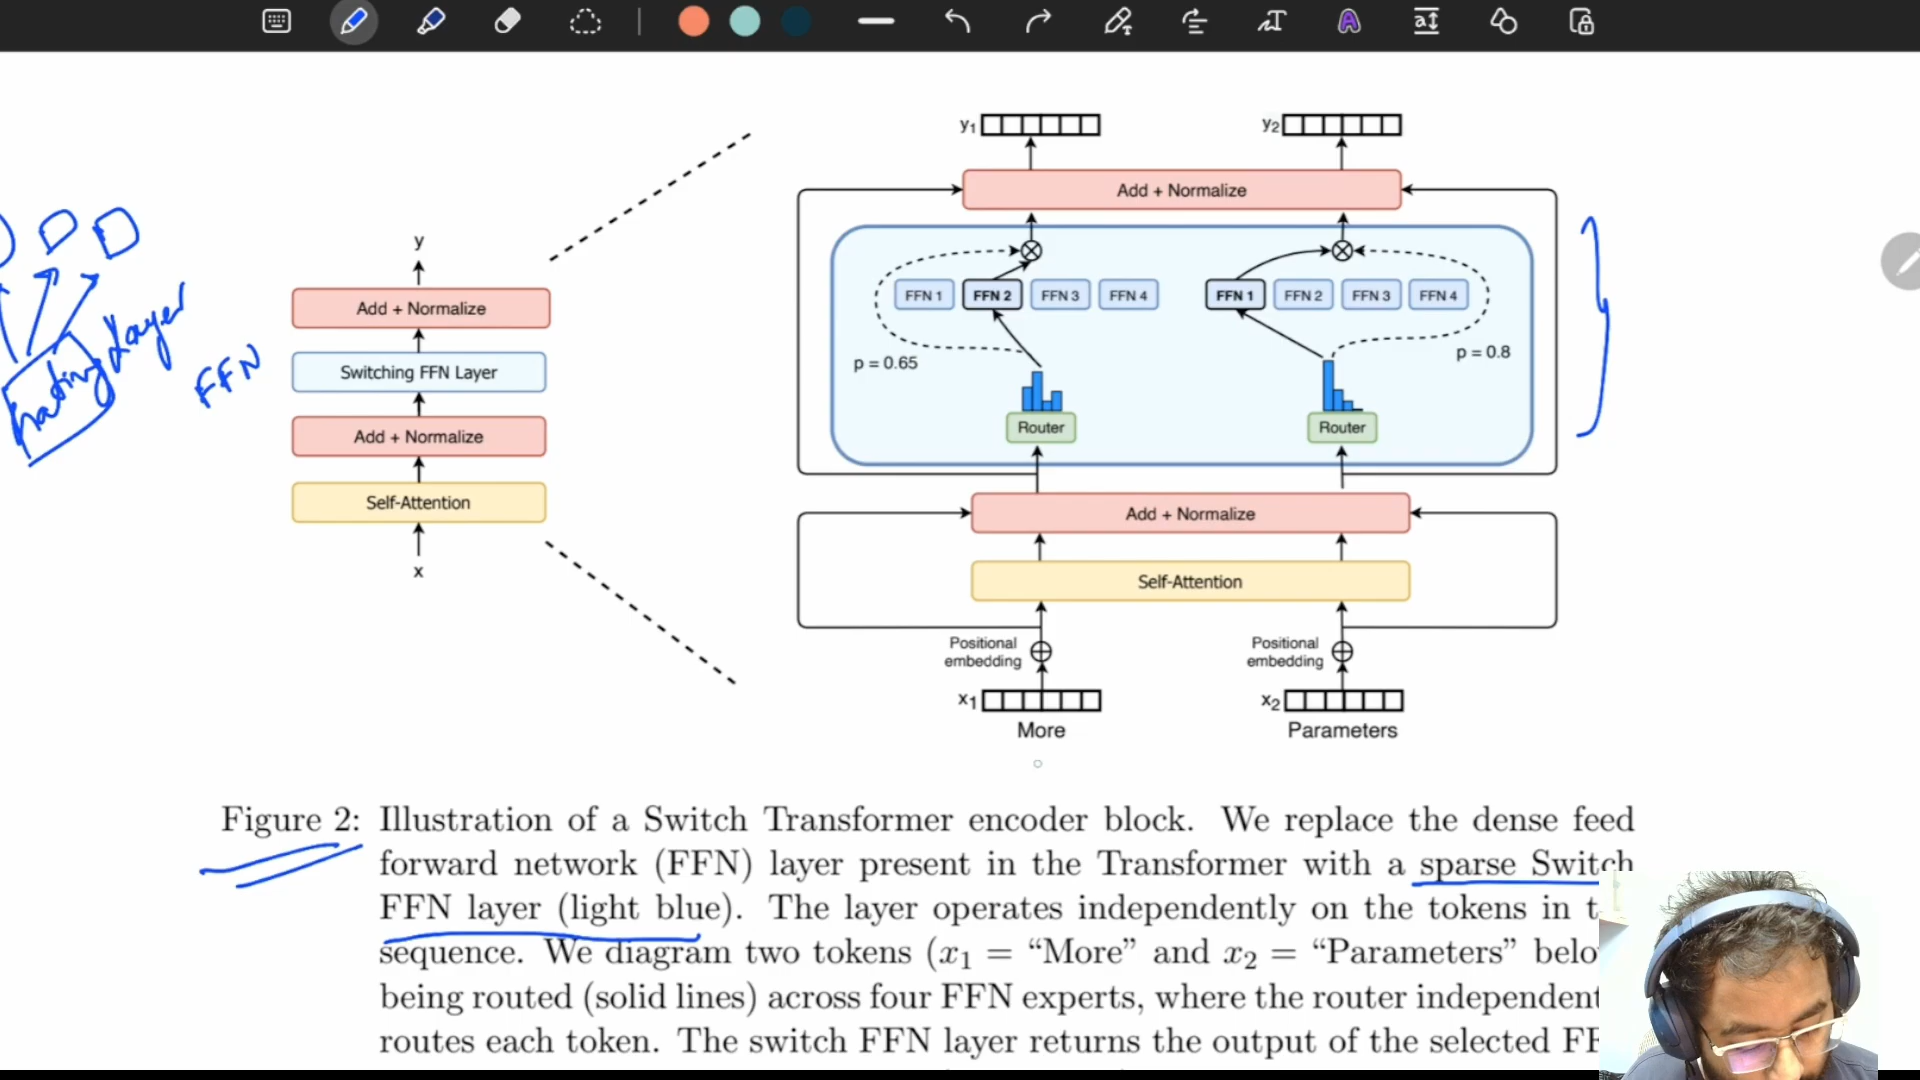 y1
y2
Add + Normalize
FFN 1 FFN 2 FFN 3 FFN 4
FFN 1 FFN 2 FFN 3 FFN 4
p = 0.65
p = 0.8
Router
Router
Add + Normalize
Self-Attention
Positional
embedding
Positional
embedding
x1
x2
More
Parameters
y
Add + Normalize
Switching FFN Layer
Add + Normalize
Self-Attention
x
Layer
FFN
Figure 2: Illustration of a Switch Transformer encoder block. We replace the dense feed
forward network (FFN) layer present in the Transformer with a sparse Switch
FFN layer (light blue). The layer operates independently on the tokens in
sequence. We diagram two tokens (x1 = “More” and x2 = “Parameters”
being routed (solid lines) across four FFN experts, where the router
routes each token. The switch FFN layer returns the output of the selected